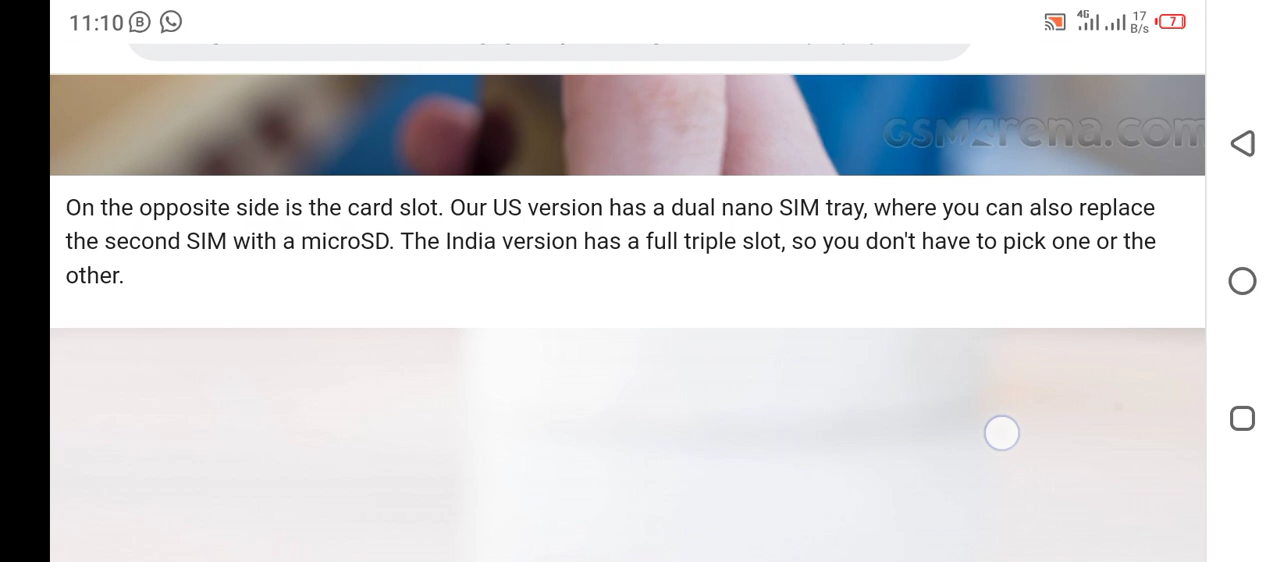 11:10 B
4G 17 B/s 7
GSMArena.com
On the opposite side is the card slot. Our US version has a dual nano SIM tray, where you can also replace
the second SIM with a microSD. The India version has a full triple slot, so you don't have to pick one or the
other.